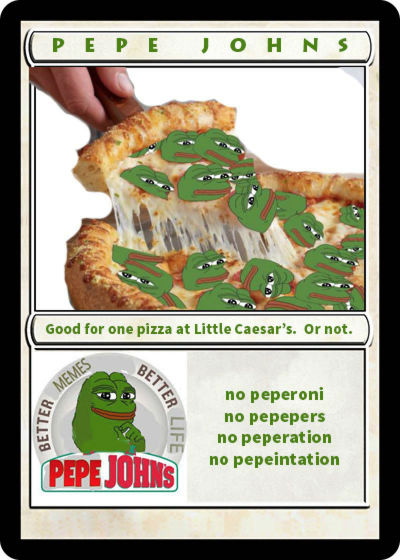 PEPE JOHNS
Good for one pizza at Little Caesar's. Or not.
BETTER MEMES
BETTER LIFE
PEPE JOHN's
no peperoni
no pepepers
no peperation
no pepeintation